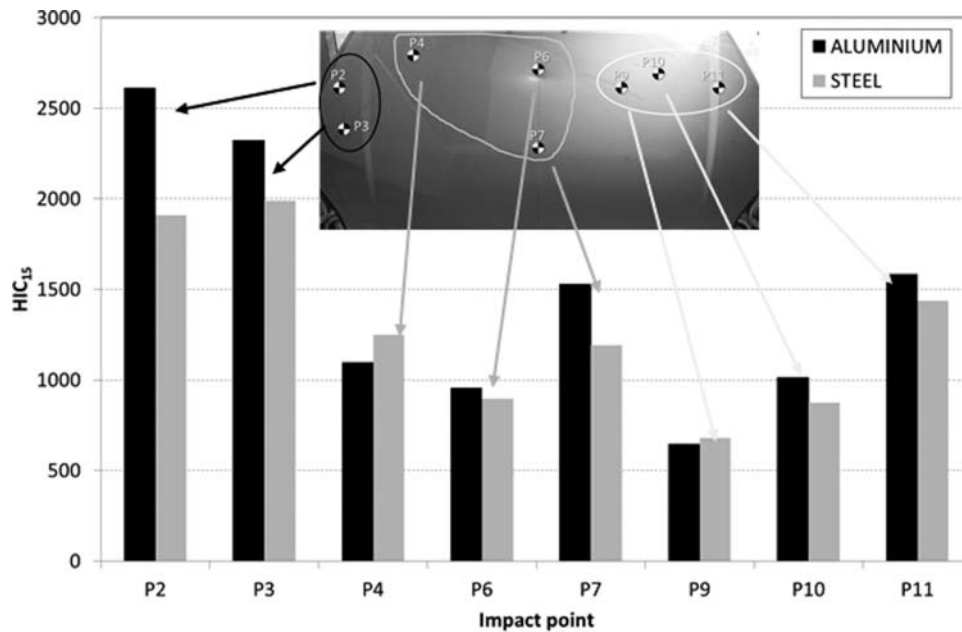 3000
2500
2000
1500
1000
500
0
HIC15
ALUMINIUM
STEEL
P4
P6
P10
P2
P9
P11
P3
P7
P2 P3 P4 P6 P7 P9 P10 P11
Impact point